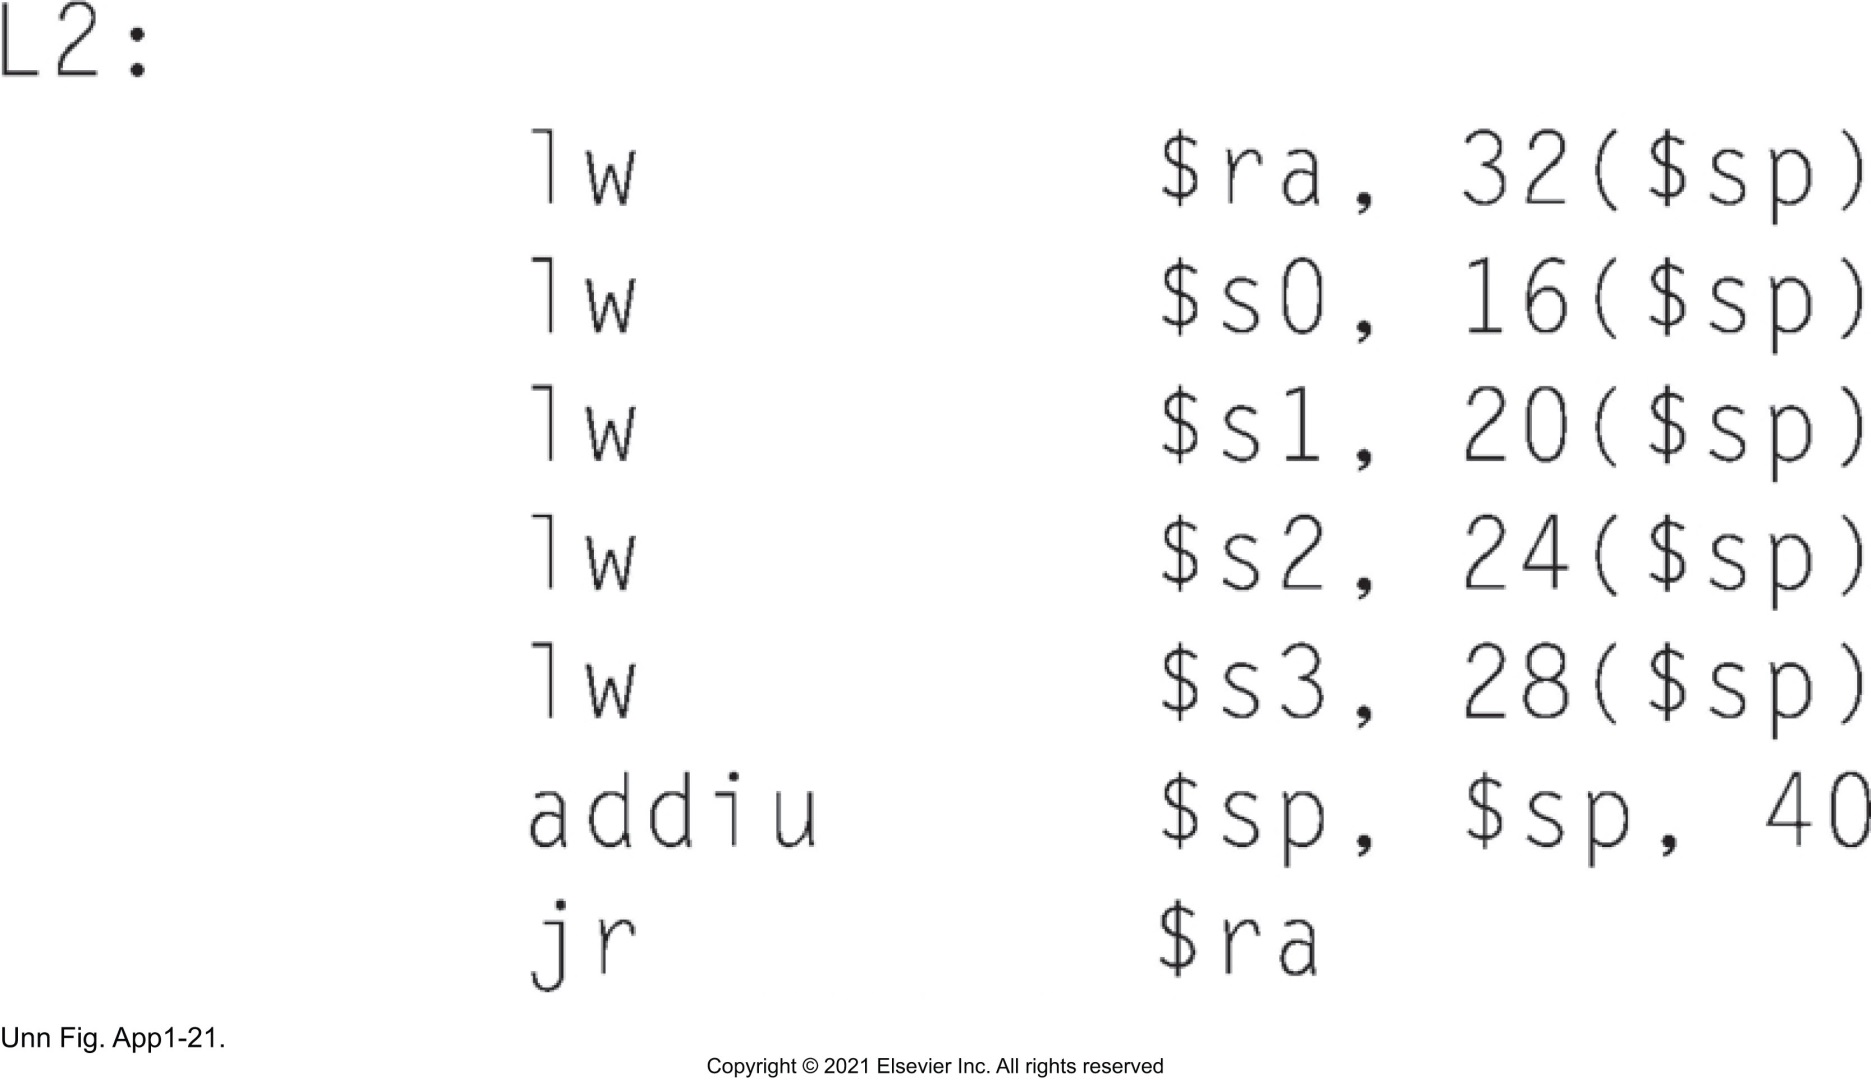 L2:
lw $ra, 32($sp)
lw $s0, 16($sp)
lw $s1, 20($sp)
lw $s2, 24($sp)
lw $s3, 28($sp)
addiu $sp, $sp, 40
jr $ra
Unn Fig. App1-21.
Copyright © 2021 Elsevier Inc. All rights reserved